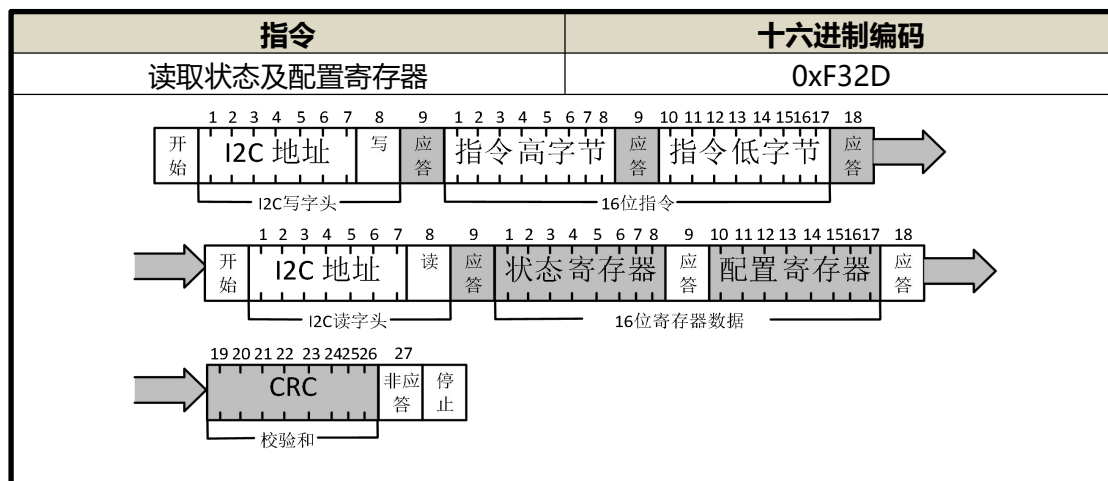 指令 十六进制编码
读取状态及配置寄存器 0xF32D
1 2 3 4 5 6 7 8 9 1 2 3 4 5 6 7 8 9 10 11 12 13 14 15 16 17 18
开始 I2C 地址 写 应答 指令高字节 应答 指令低字节 应答
I2C写字头 16位指令
1 2 3 4 5 6 7 8 9 1 2 3 4 5 6 7 8 9 10 11 12 13 14 15 16 17 18
开始 I2C 地址 读 应答 状态寄存器 应答 配置寄存器 应答
I2C读字头 16位寄存器数据
19 20 21 22 23 24 25 26 27
CRC 非应答 停止
校验和